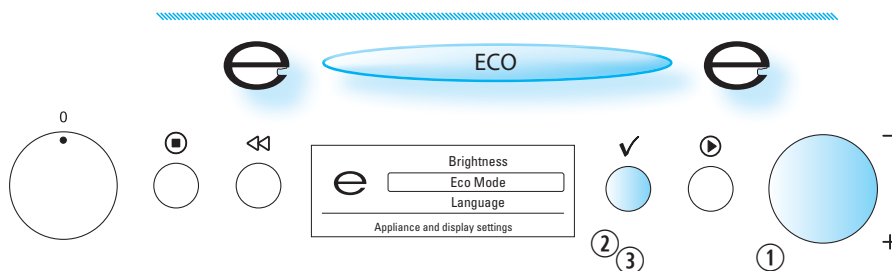 ECO
0
Brightness
Eco Mode
Language
Appliance and display settings
−
+
② ③
①